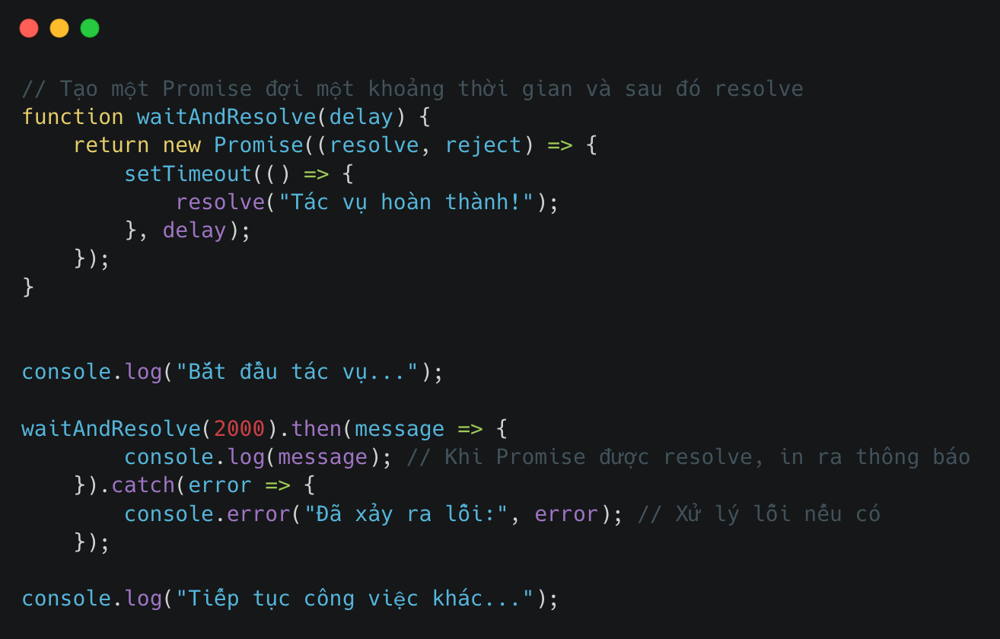 // Tạo một Promise đợi một khoảng thời gian và sau đó resolve
function waitAndResolve(delay) {
    return new Promise((resolve, reject) => {
        setTimeout(() => {
            resolve("Tác vụ hoàn thành!");
        }, delay);
    });
}
console.log("Bắt đầu tác vụ...");
waitAndResolve(2000).then(message => {
        console.log(message); // Khi Promise được resolve, in ra thông báo
    }).catch(error => {
        console.error("Đã xảy ra lỗi:", error); // Xử lý lỗi nếu có
    });
console.log("Tiếp tục công việc khác...");